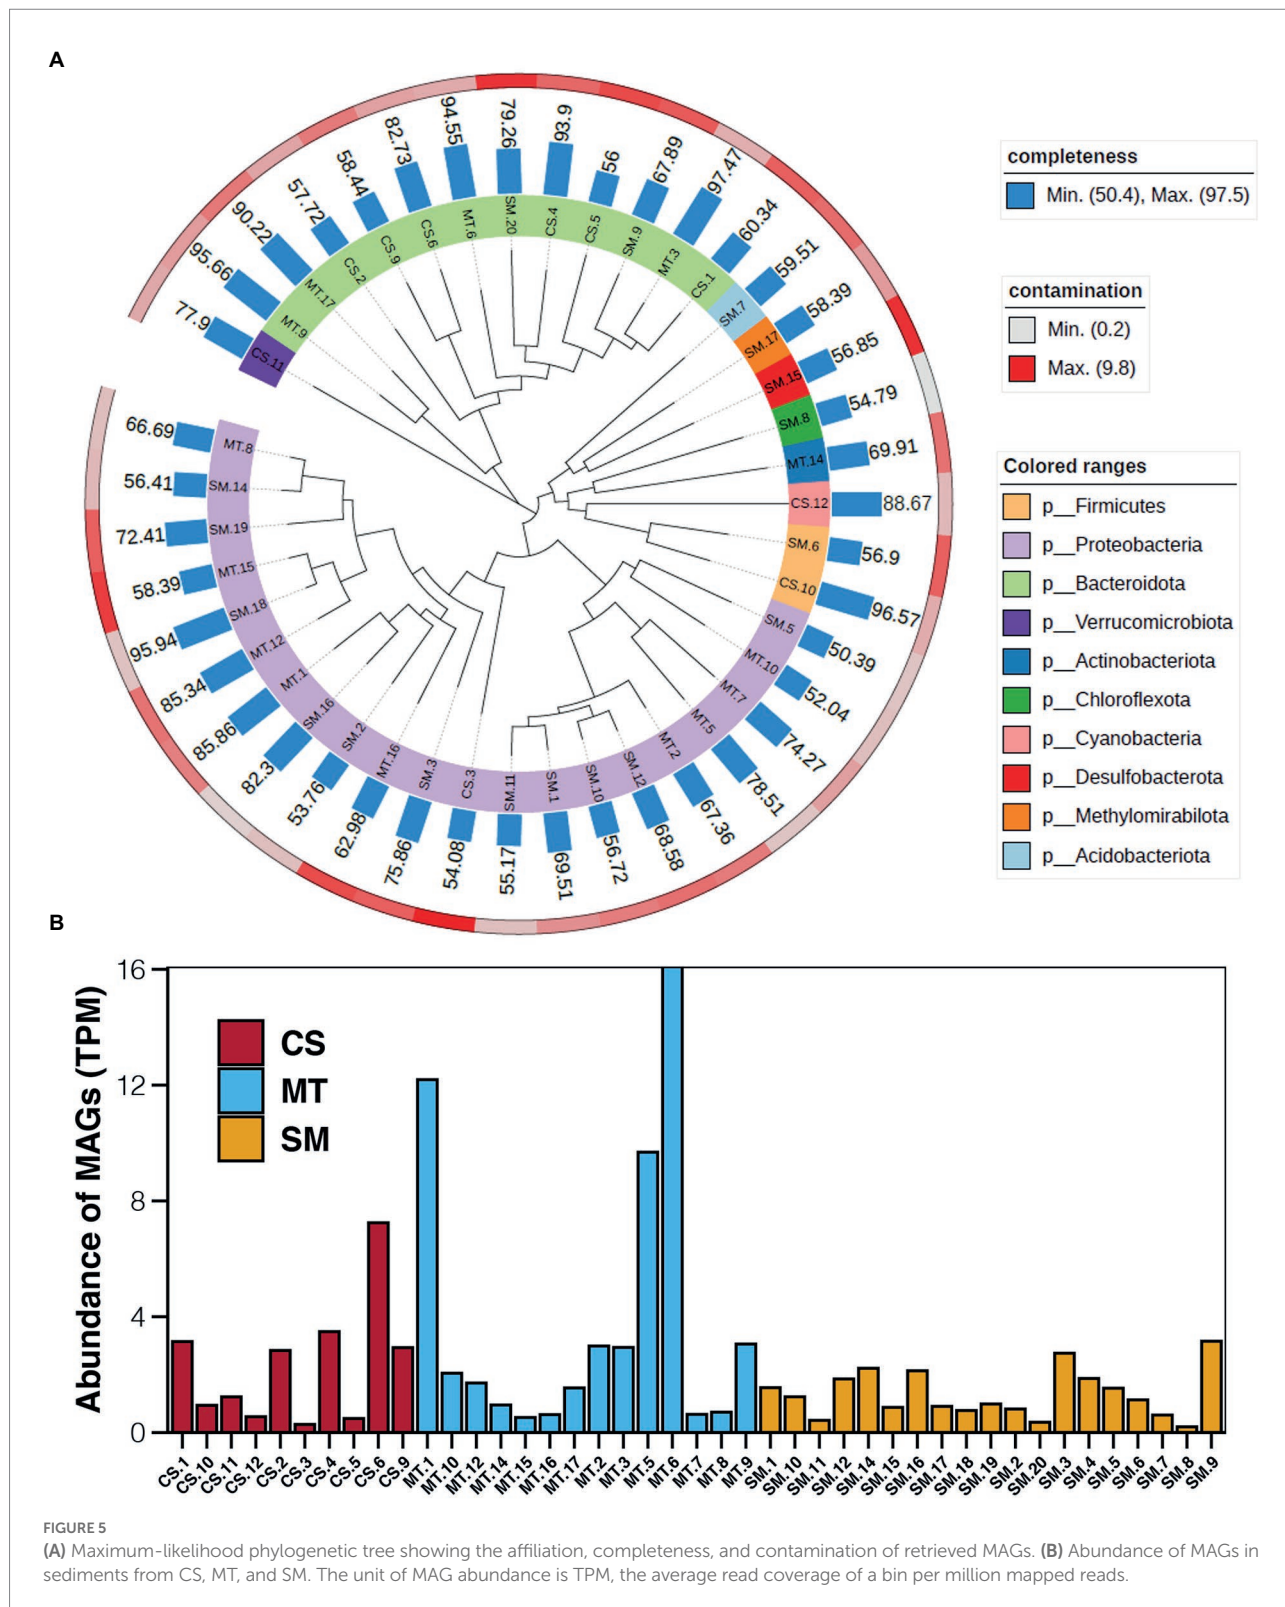 A
94.55
79.26
93.9
56
67.89
97.47
60.34
59.51
58.39
56.85
54.79
69.91
88.67
56.9
96.57
50.39
52.04
74.27
78.51
67.36
68.58
56.72
69.51
55.17
54.08
75.86
62.98
53.76
82.3
85.86
85.34
95.94
58.39
72.41
56.41
66.69
77.9
95.66
90.22
57.72
58.44
82.73
MT.6
SM.20
CS.4
CS.5
SM.9
MT.3
CS.1
SM.7
SM.17
SM.15
SM.8
MT.14
CS.12
SM.6
CS.10
SM.5
MT.10
MT.7
MT.5
MT.2
SM.12
SM.10
SM.1
SM.11
CS.3
SM.3
MT.16
SM.2
SM.16
MT.1
MT.12
SM.18
MT.15
SM.19
SM.14
MT.8
CS.11
MT.9
MT.17
CS.2
CS.9
CS.6
completeness
Min. (50.4), Max. (97.5)
contamination
Min. (0.2)
Max. (9.8)
Colored ranges
p__Firmicutes
p__Proteobacteria
p__Bacteroidota
p__Verrucomicrobiota
p__Actinobacteriota
p__Chloroflexota
p__Cyanobacteria
p__Desulfobacterota
p__Methylomirabilota
p__Acidobacteriota
B
Abundance of MAGs (TPM)
16
12
8
4
0
CS
MT
SM
CS.1
CS.10
CS.11
CS.12
CS.2
CS.3
CS.4
CS.5
CS.6
CS.9
MT.1
MT.10
MT.12
MT.14
MT.15
MT.16
MT.17
MT.2
MT.3
MT.5
MT.6
MT.7
MT.8
MT.9
SM.1
SM.10
SM.11
SM.12
SM.14
SM.15
SM.16
SM.17
SM.18
SM.19
SM.2
SM.20
SM.3
SM.4
SM.5
SM.6
SM.7
SM.8
SM.9
FIGURE 5
(A) Maximum-likelihood phylogenetic tree showing the affiliation, completeness, and contamination of retrieved MAGs. (B) Abundance of MAGs in
sediments from CS, MT, and SM. The unit of MAG abundance is TPM, the average read coverage of a bin per million mapped reads.